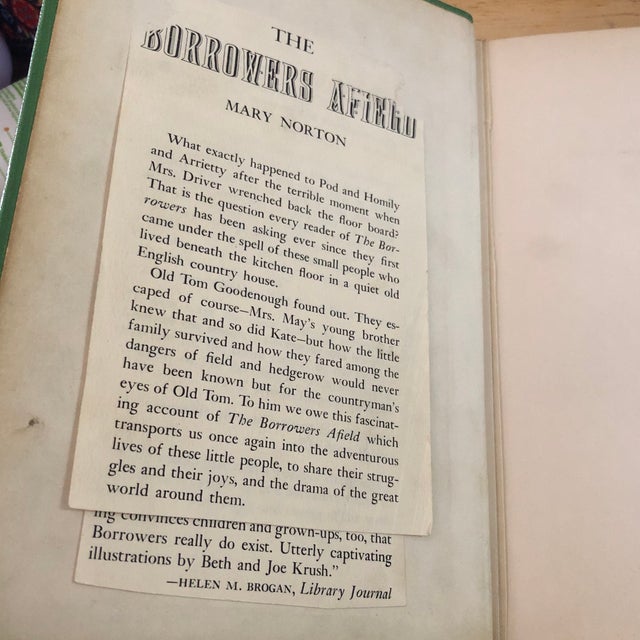 THE
BORROWERS AFIELD
MARY NORTON
What exactly happened to Pod and Homily
and Arrietty after the terrible moment when
Mrs. Driver wrenched back the floor board?
That is the question every reader of The Bor-
rowers has been asking ever since they first
came under the spell of these small people who
lived beneath the kitchen floor in a quiet old
English country house.
Old Tom Goodenough found out. They es-
caped of course—Mrs. May's young brother
knew that and so did Kate—but how the little
family survived and how they fared among the
dangers of field and hedgerow would never
have been known but for the countryman's
eyes of Old Tom. To him we owe this fascinat-
ing account of The Borrowers Afield which
transports us once again into the adventurous
lives of these little people, to share their strug-
gles and their joys, and the drama of the great
world around them.
ing convinces children and grown-ups, too, that
Borrowers really do exist. Utterly captivating
illustrations by Beth and Joe Krush."
—HELEN M. BROGAN, Library Journal